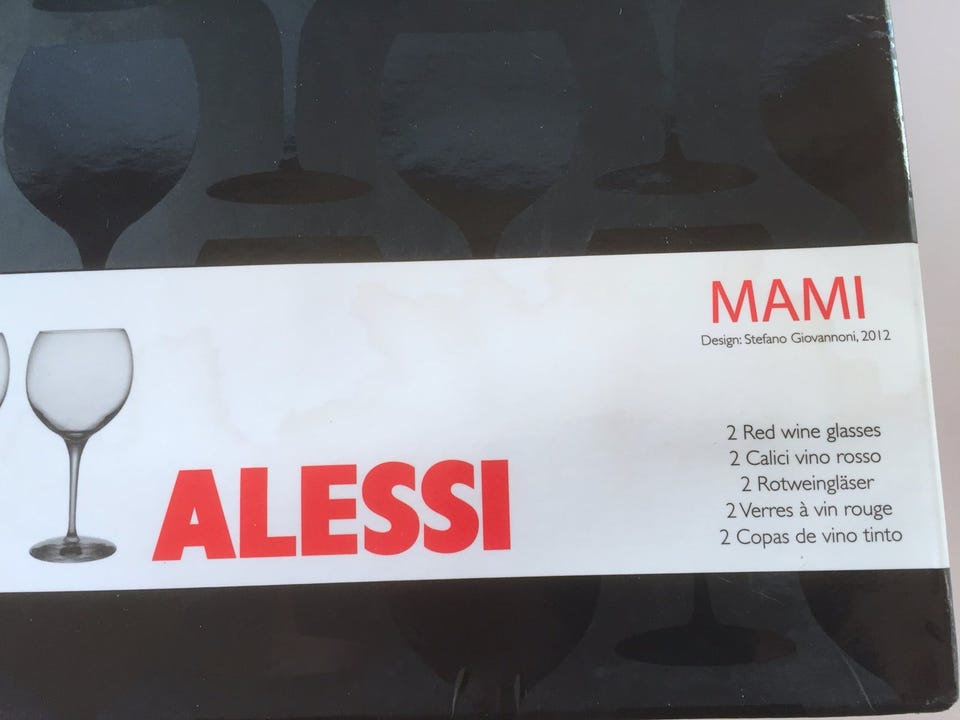 MAMI
Design: Stefano Giovannoni, 2012
2 Red wine glasses
2 Calici vino rosso
2 Rotweingläser
2 Verres à vin rouge
2 Copas de vino tinto
ALESSI